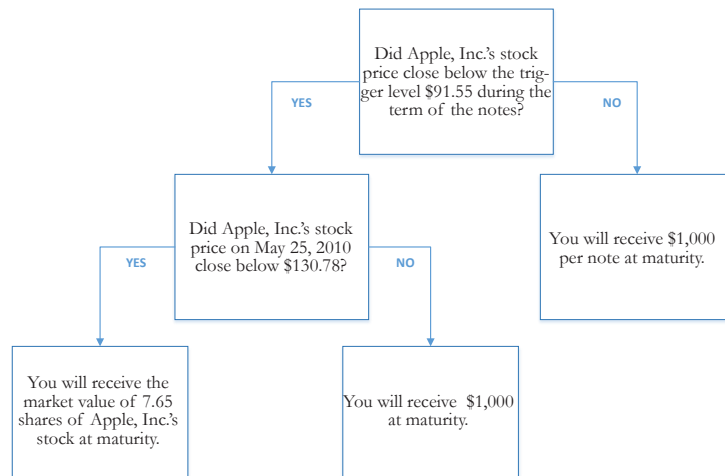 Did Apple, Inc.'s stock
price close below the trig-
ger level $91.55 during the
term of the notes?
YES
NO
Did Apple, Inc.'s stock
price on May 25, 2010
close below $130.78?
You will receive $1,000
per note at maturity.
YES
NO
You will receive the
market value of 7.65
shares of Apple, Inc.'s
stock at maturity.
You will receive $1,000
at maturity.